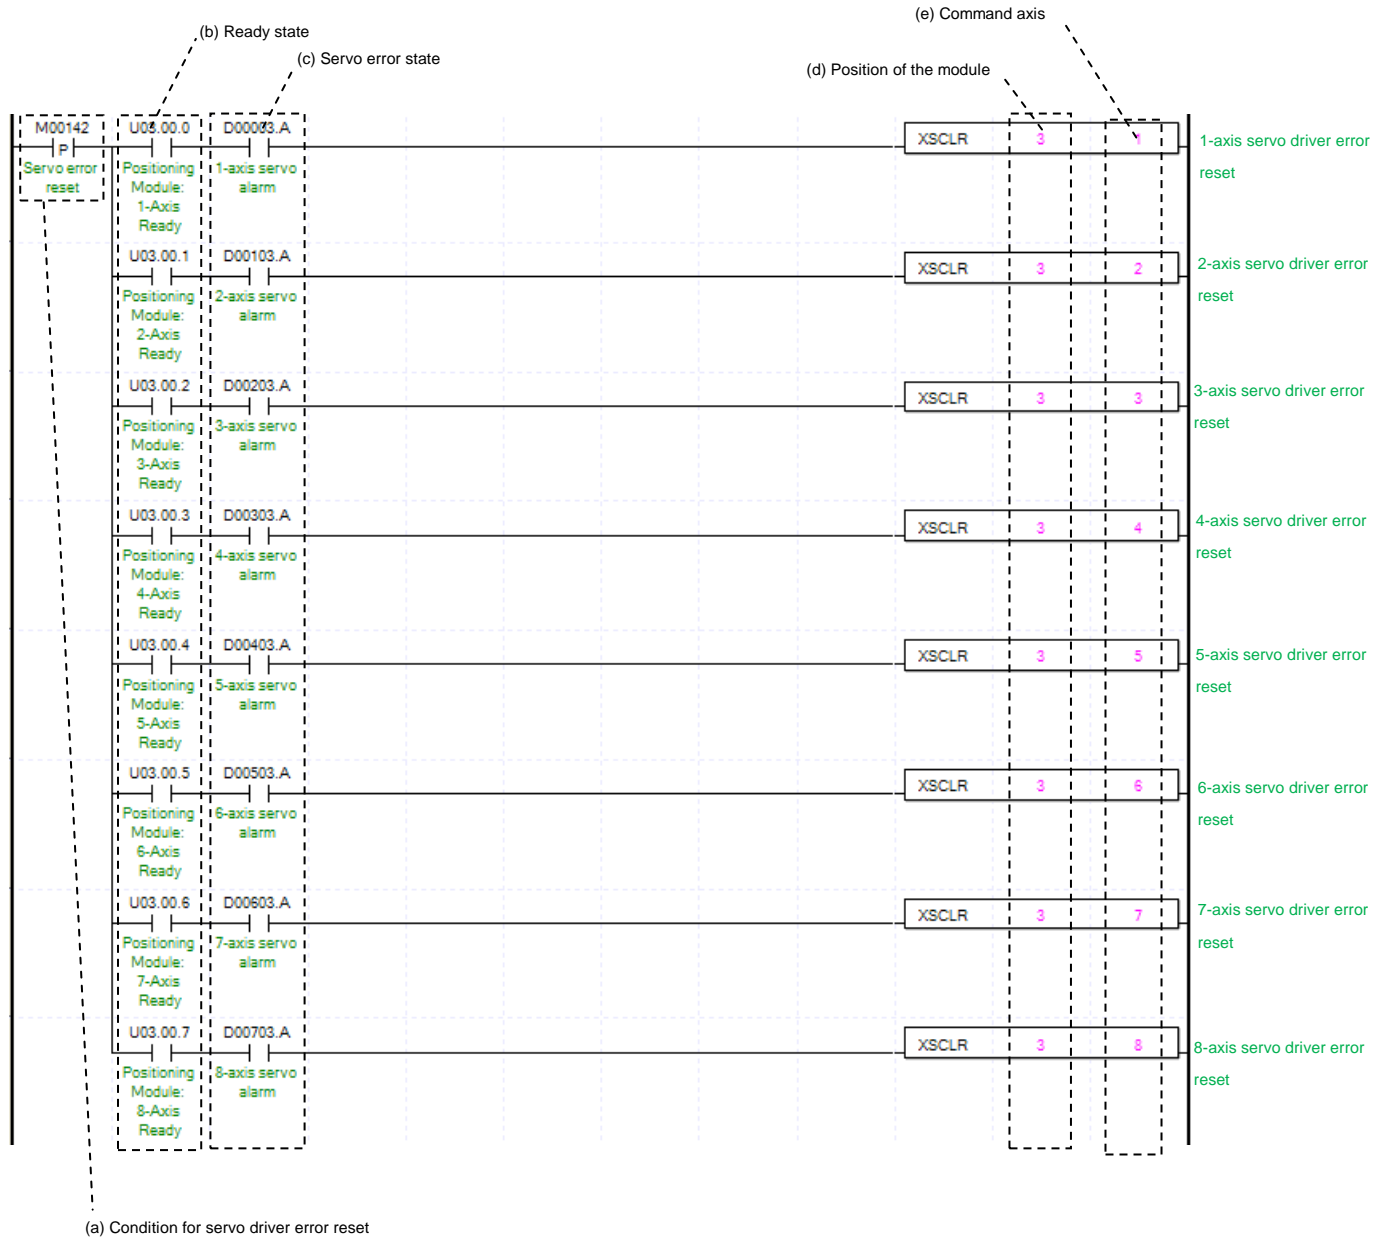 (e) Command axis
(b) Ready state
(c) Servo error state
(d) Position of the module
M00142 U03.00.0 D00003.A
P
XSCLR 3 1
1-axis servo driver error
reset
Servo error
reset
Positioning
Module:
1-Axis
Ready
1-axis servo
alarm
U03.00.1 D00103.A
XSCLR 3 2
2-axis servo driver error
reset
Positioning
Module:
2-Axis
Ready
2-axis servo
alarm
U03.00.2 D00203.A
XSCLR 3 3
3-axis servo driver error
reset
Positioning
Module:
3-Axis
Ready
3-axis servo
alarm
U03.00.3 D00303.A
XSCLR 3 4
4-axis servo driver error
reset
Positioning
Module:
4-Axis
Ready
4-axis servo
alarm
U03.00.4 D00403.A
XSCLR 3 5
5-axis servo driver error
reset
Positioning
Module:
5-Axis
Ready
5-axis servo
alarm
U03.00.5 D00503.A
XSCLR 3 6
6-axis servo driver error
reset
Positioning
Module:
6-Axis
Ready
6-axis servo
alarm
U03.00.6 D00603.A
XSCLR 3 7
7-axis servo driver error
reset
Positioning
Module:
7-Axis
Ready
7-axis servo
alarm
U03.00.7 D00703.A
XSCLR 3 8
8-axis servo driver error
reset
Positioning
Module:
8-Axis
Ready
8-axis servo
alarm
(a) Condition for servo driver error reset